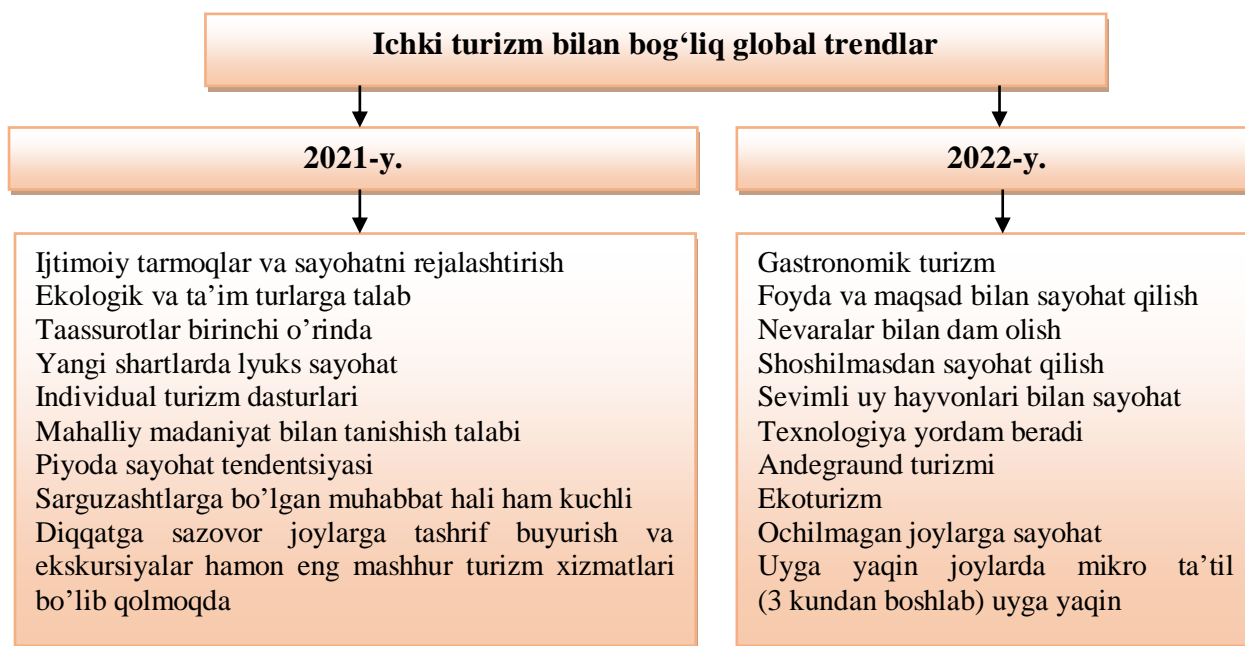 Ichki turizm bilan bog‘liq global trendlar
2021-y.
Ijtimoiy tarmoqlar va sayohatni rejalashtirish
Ekologik va ta’im turlarga talab
Taassurotlar birinchi o’rinda
Yangi shartlarda lyuks sayohat
Individual turizm dasturlari
Mahalliy madaniyat bilan tanishish talabi
Piyoda sayohat tendentsiyasi
Sarguzashtlarga bo’lgan muhabbat hali ham kuchli
Diqqatga sazovor joylarga tashrif buyurish va
ekskursiyalar hamon eng mashhur turizm xizmatlari
bo’lib qolmoqda
2022-y.
Gastronomik turizm
Foyda va maqsad bilan sayohat qilish
Nevaralar bilan dam olish
Shoshilmasdan sayohat qilish
Sevimli uy hayvonlari bilan sayohat
Texnologiya yordam beradi
Andegraund turizmi
Ekoturizm
Ochilmagan joylarga sayohat
Uyga yaqin joylarda mikro ta’til
(3 kundan boshlab) uyga yaqin